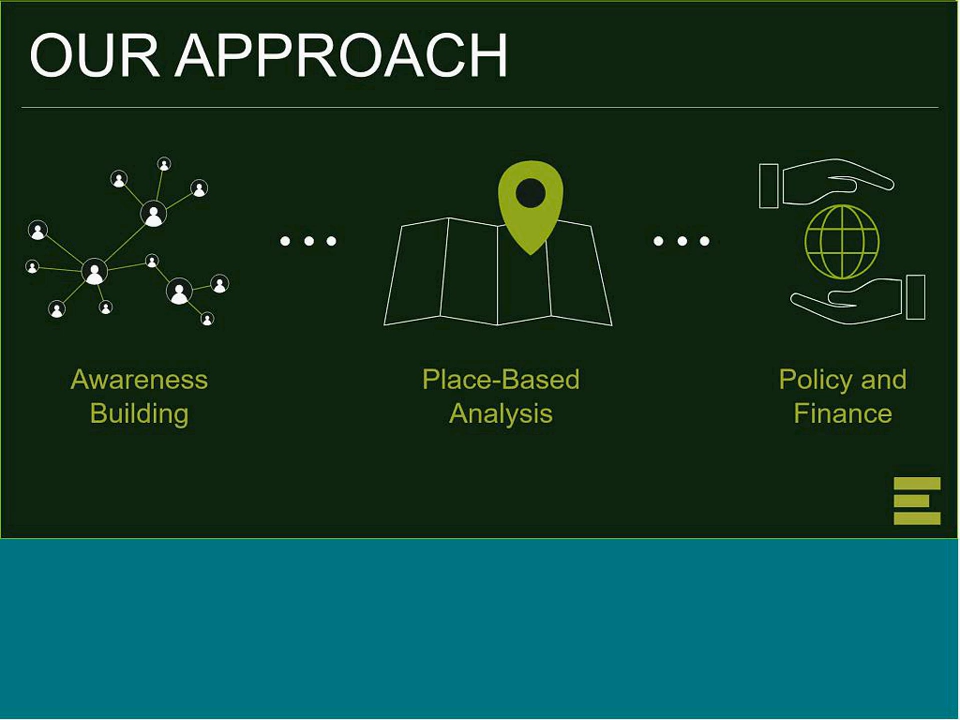 OUR APPROACH
Awareness
Building
Place-Based
Analysis
Policy and
Finance